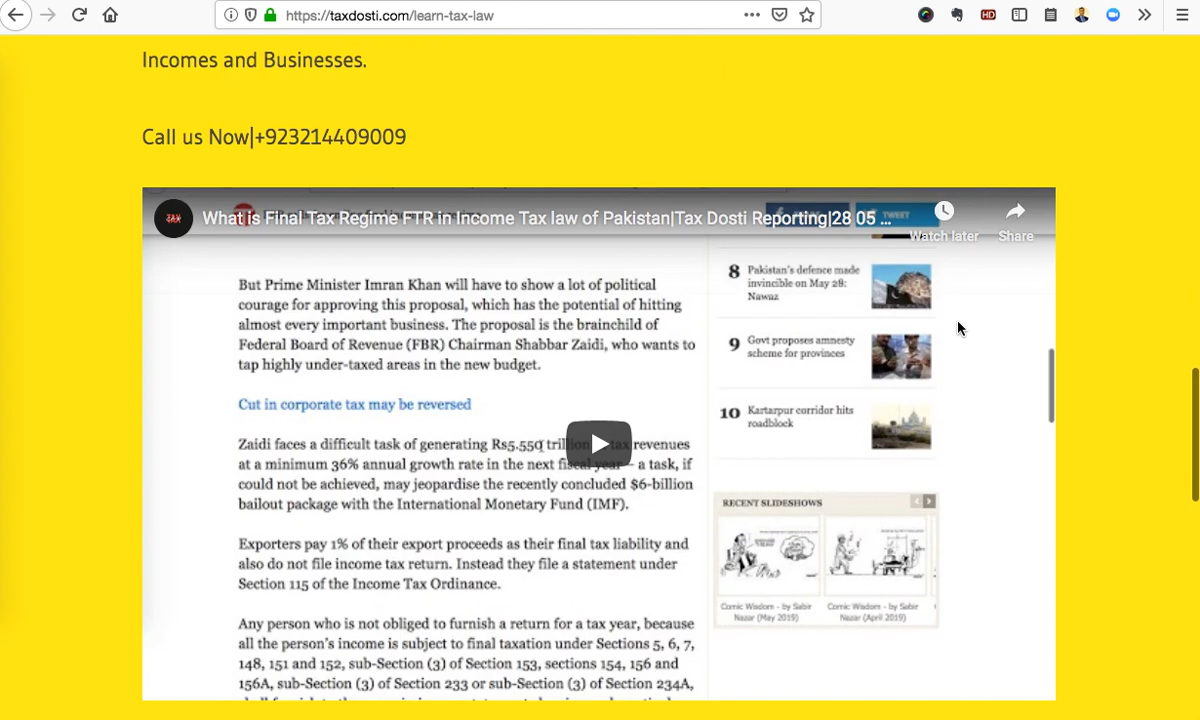 https://taxdosti.com/learn-tax-law
HD
Incomes and Businesses.
Call us Now|+923214409009
What is Final Tax Regime FTR in Income Tax law of Pakistan|Tax Dosti Reporting|28 05 ...
TWEET
Watch later
Share
But Prime Minister Imran Khan will have to show a lot of political
courage for approving this proposal, which has the potential of hitting
almost every important business. The proposal is the brainchild of
Federal Board of Revenue (FBR) Chairman Shabbar Zaidi, who wants to
tap highly under-taxed areas in the new budget.
Cut in corporate tax may be reversed
Zaidi faces a difficult task of generating Rs5.550 trillion tax revenues
at a minimum 36% annual growth rate in the next fiscal year – a task, if
could not be achieved, may jeopardise the recently concluded $6-billion
bailout package with the International Monetary Fund (IMF).
Exporters pay 1% of their export proceeds as their final tax liability and
also do not file income tax return. Instead they file a statement under
Section 115 of the Income Tax Ordinance.
Any person who is not obliged to furnish a return for a tax year, because
all the person's income is subject to final taxation under Sections 5, 6, 7,
148, 151 and 152, sub-Section (3) of Section 153, sections 154, 156 and
156A, sub-Section (3) of Section 233 or sub-Section (3) of Section 234A,
8 Pakistan's defence made
invincible on May 28:
Nawaz
9 Govt proposes amnesty
scheme for provinces
10 Kartarpur corridor hits
roadblock
RECENT SLIDESHOWS
Comic Wisdom - by Sabir
Nazar (May 2019)
Comic Wisdom - by Sabir
Nazar (April 2019)